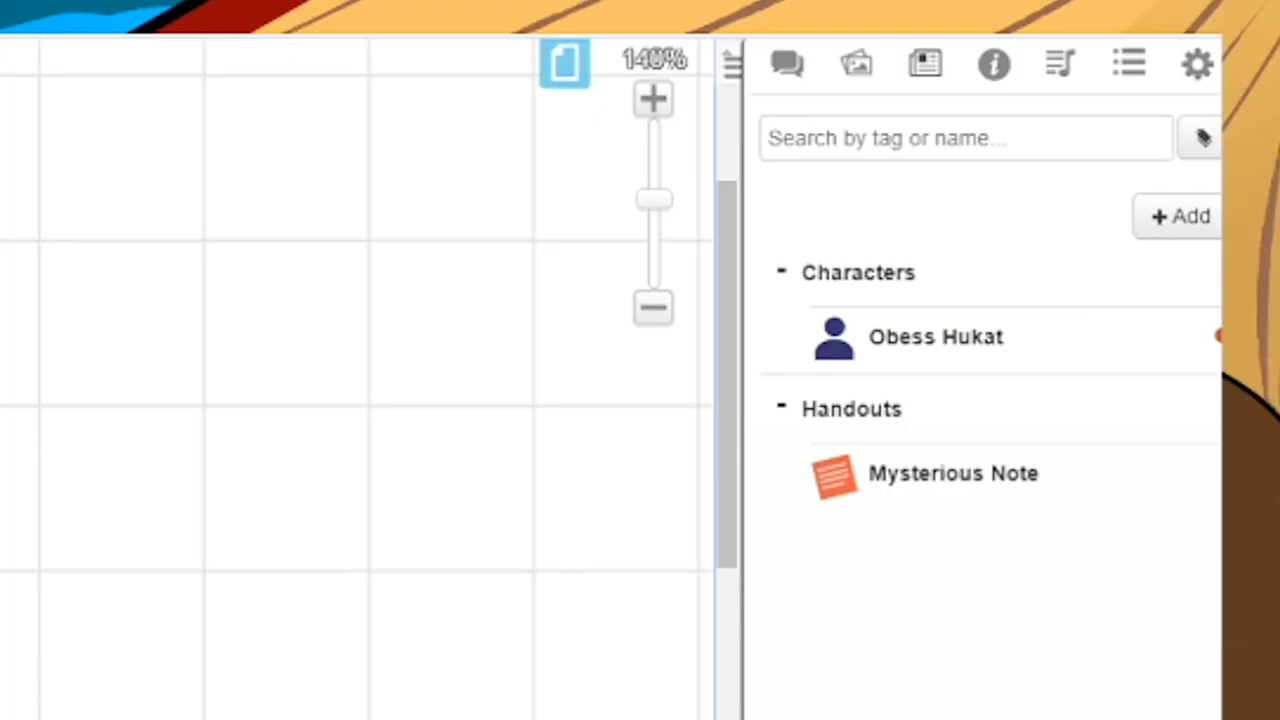 140%
Search by tag or name...
+ Add
- Characters
Obess Hukat
- Handouts
Mysterious Note